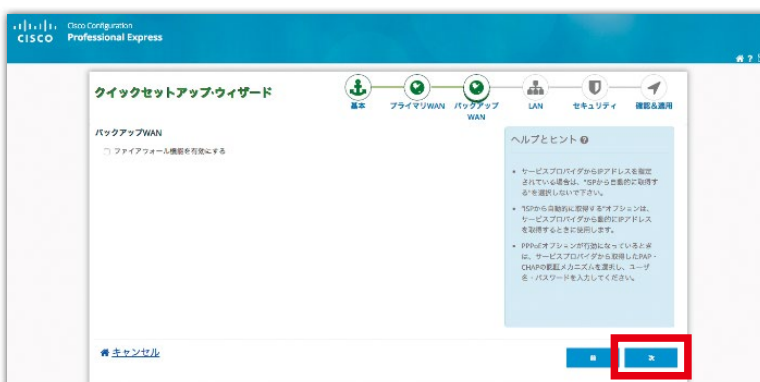 Cisco Configuration
CISCO Professional Express
クイックセットアップ・ウィザード
基本
プライマリWAN
バックアップ
WAN
LAN
セキュリティ
確認&適用
バックアップWAN
ファイアウォール機能を有効にする
ヘルプとヒント
• サービスプロバイダからIPアドレスを指定
されている場合は、"ISPから自動的に取得す
る"を選択しないで下さい。
• "ISPから自動的に取得する"オプションは、
サービスプロバイダから動的にIPアドレス
を取得するときに使用します。
• PPPoEオプションが有効になっているとき
は、サービスプロバイダから取得したPAP・
CHAPの認証メカニズムを選択し、ユーザ
名・パスワードを入力してください。
キャンセル
前
次